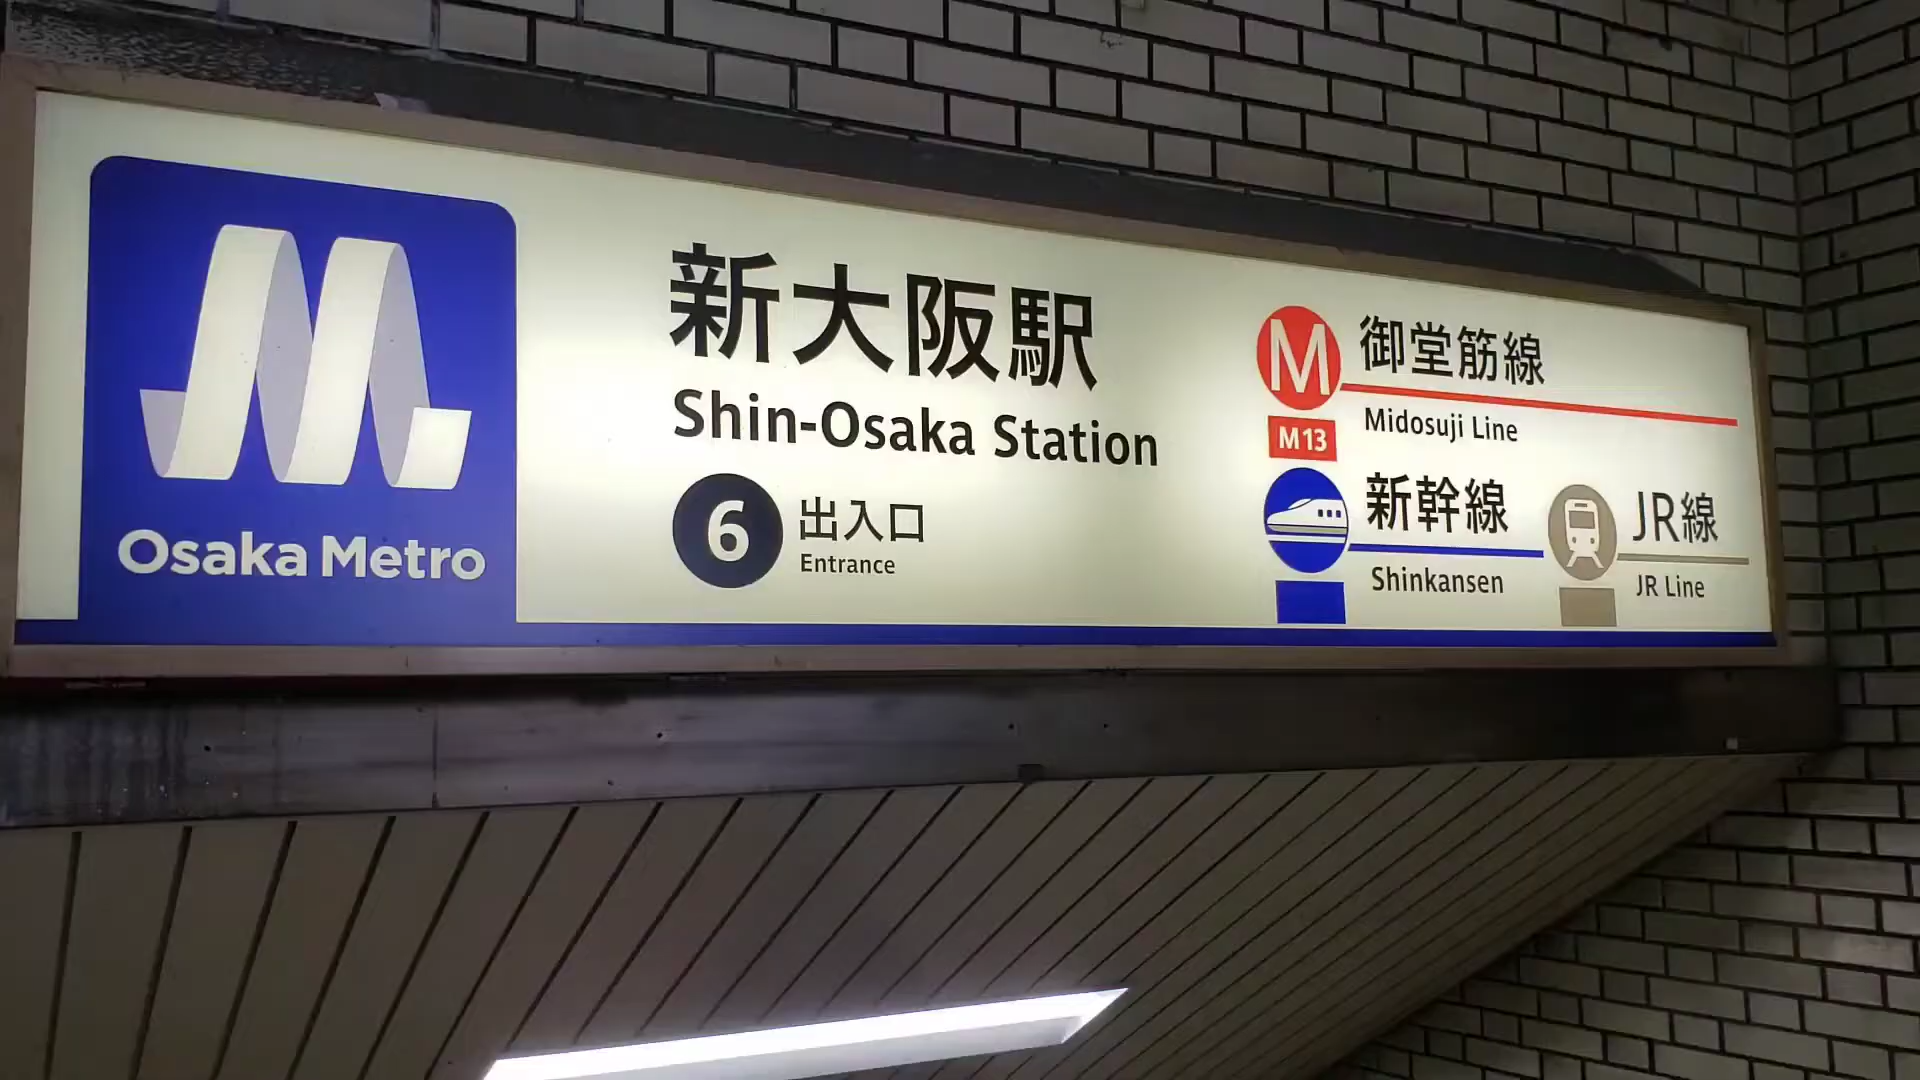 Osaka Metro
新大阪駅
Shin-Osaka Station
6 出入口
Entrance
M 御堂筋線
M13 Midosuji Line
新幹線
Shinkansen
JR線
JR Line